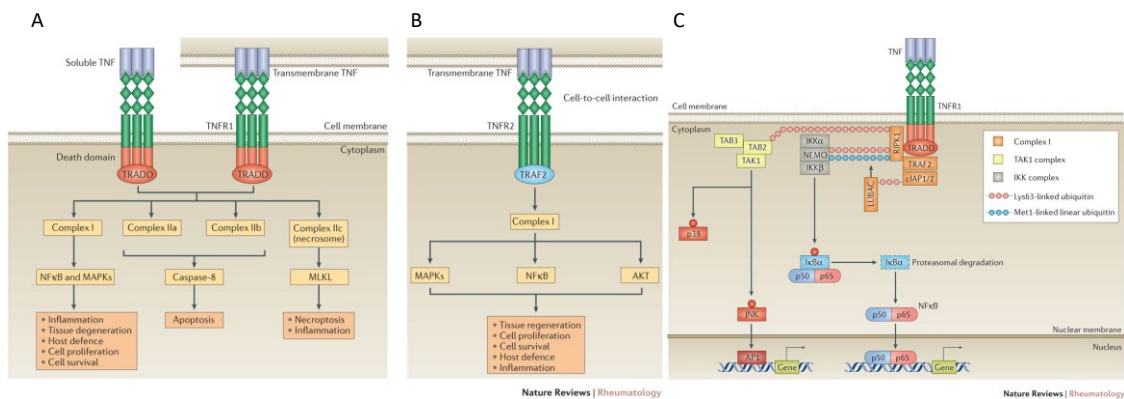 A
Soluble TNF
Transmembrane TNF
TNFR1
Cell membrane
Cytoplasm
Death domain
TRADD
TRADD
Complex I
Complex IIa
Complex IIb
Complex IIc
(necrosome)
NFκB and MAPKs
Caspase-8
MLKL
• Inflammation
• Tissue degeneration
• Host defence
• Cell proliferation
• Cell survival
Apoptosis
• Necroptosis
• Inflammation
B
Transmembrane TNF
Cell-to-cell interaction
TNFR2
TRAF2
Complex I
MAPKs
NFκB
AKT
• Tissue regeneration
• Cell proliferation
• Cell survival
• Host defence
• Inflammation
Nature Reviews | Rheumatology
C
TNF
Cell membrane
TNFR1
Cytoplasm
TAB3
TAB2
TAK1
IKKα
NEMO
IKKβ
RIPK1
TRADD
TRAF2
cIAP1/2
LUBAC
Complex I
TAK1 complex
IKK complex
Lys63-linked ubiquitin
Met1-linked linear ubiquitin
p38
IκBα
p50
p65
IκBα
Proteasomal degradation
JNK
NFκB
p50
p65
Nuclear membrane
Nucleus
AP1
Gene
p50
p65
Gene
Nature Reviews | Rheumatology